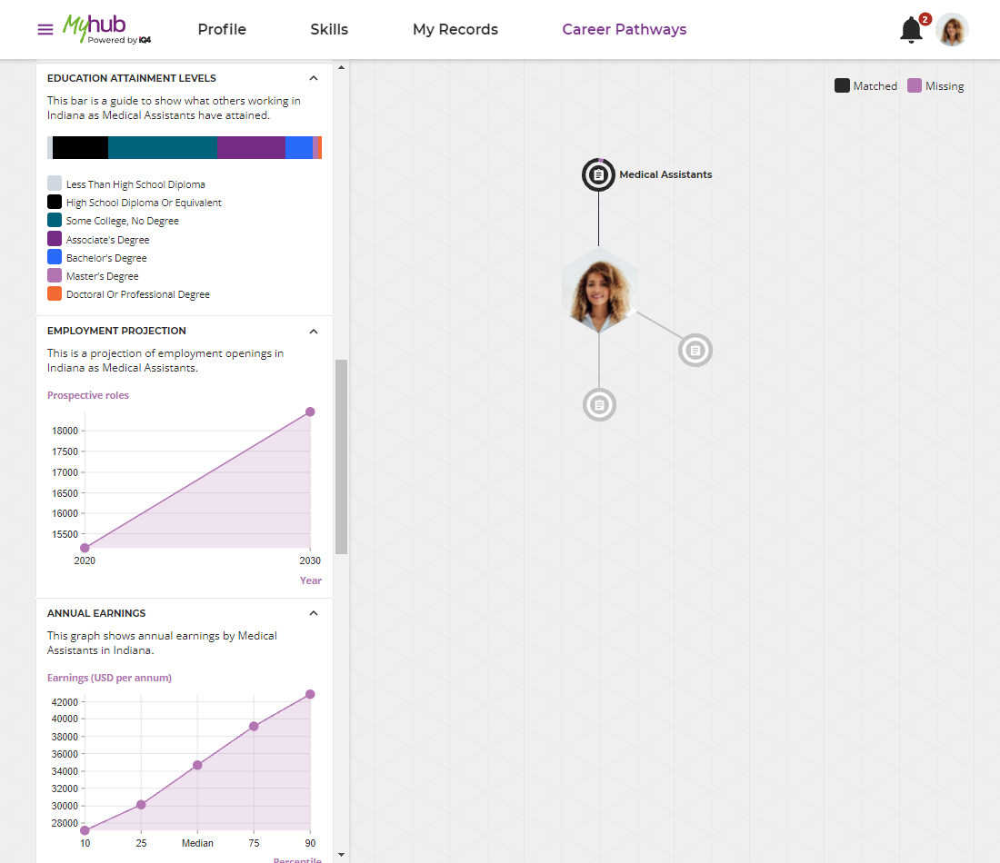 Myhub
Powered by iQ4
Profile
Skills
My Records
Career Pathways
2
EDUCATION ATTAINMENT LEVELS
This bar is a guide to show what others working in
Indiana as Medical Assistants have attained.
Less Than High School Diploma
High School Diploma Or Equivalent
Some College, No Degree
Associate's Degree
Bachelor's Degree
Master's Degree
Doctoral Or Professional Degree
EMPLOYMENT PROJECTION
This is a projection of employment openings in
Indiana as Medical Assistants.
Prospective roles
18000
17500
17000
16500
16000
15500
2020
2030
Year
ANNUAL EARNINGS
This graph shows annual earnings by Medical
Assistants in Indiana.
Earnings (USD per annum)
42000
40000
38000
36000
34000
32000
30000
28000
10
25
Median
75
90
Percentile
Matched
Missing
Medical Assistants